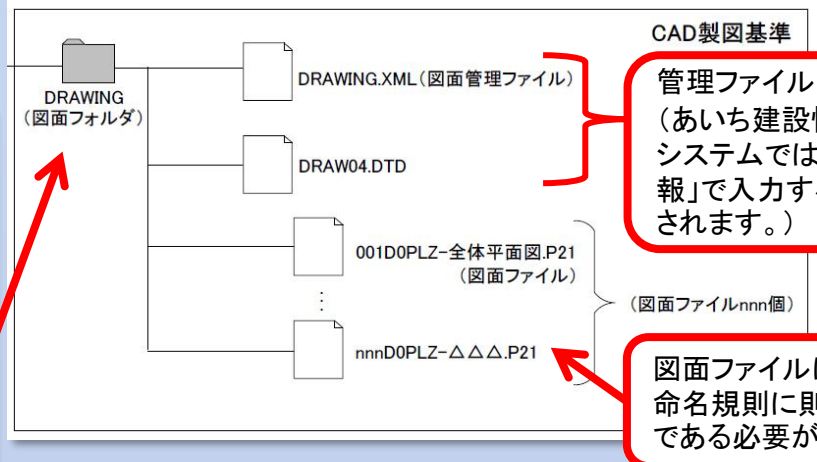 CAD製図基準
DRAWING
(図面フォルダ)
DRAWING.XML(図面管理ファイル)
DRAW04.DTD
001D0PLZ-全体平面図.P21
(図面ファイル)
⋮
nnnD0PLZ-△△△.P21
(図面ファイルnnn個)
管理ファイル
(あいち建設
システムでは
報」で入力す
されます。)
図面ファイル
命名規則に
である必要が